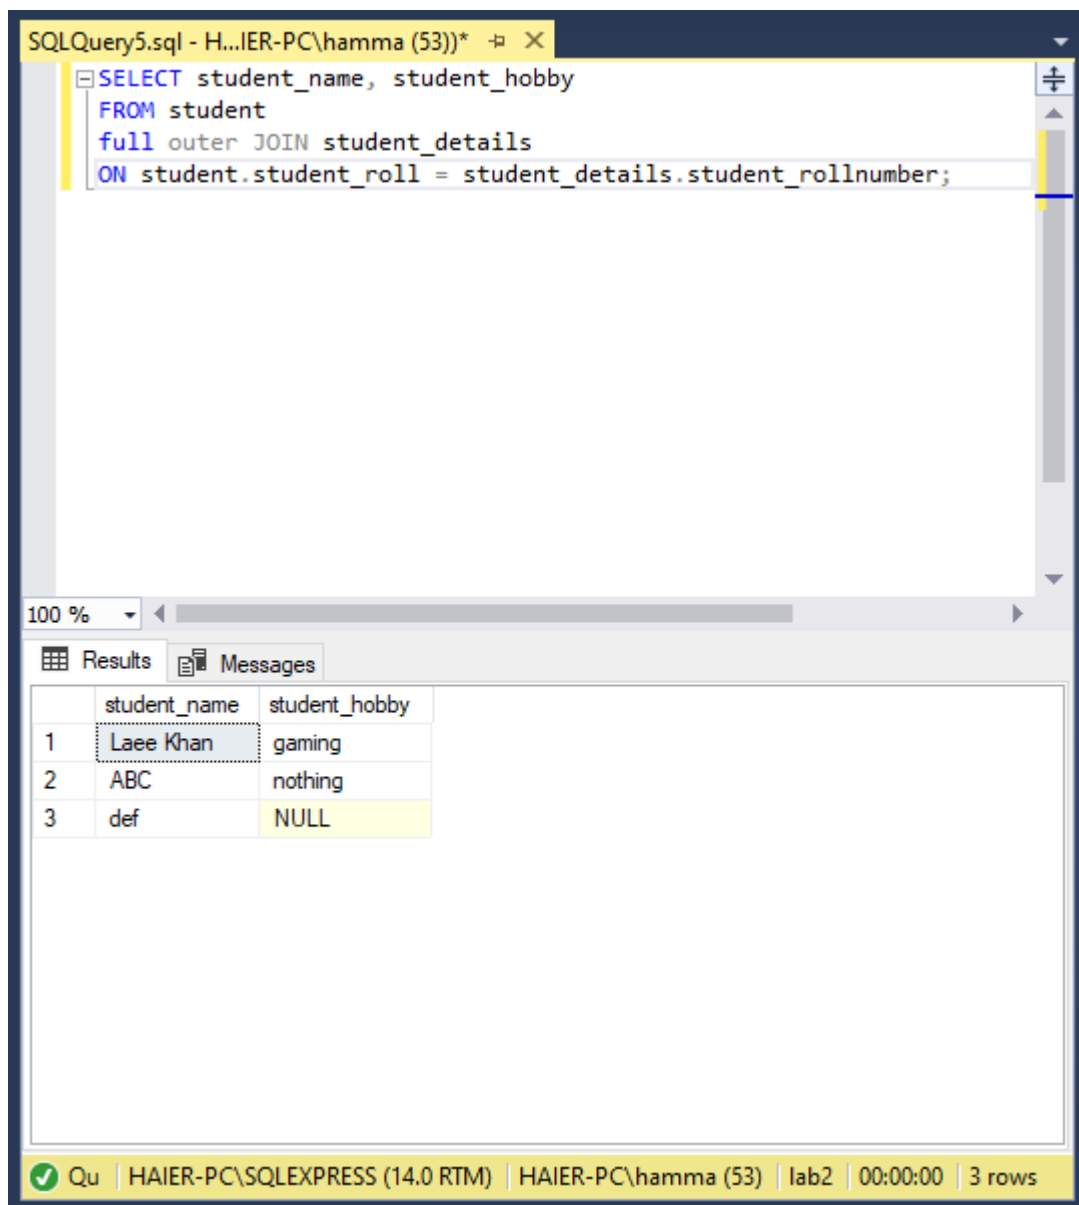 SQLQuery5.sql - H...IER-PC\hamma (53))*
SELECT student_name, student_hobby
FROM student
full outer JOIN student_details
ON student.student_roll = student_details.student_rollnumber;
100 %
Results Messages
student_name student_hobby
1 Laee Khan gaming
2 ABC nothing
3 def NULL
Qu HAIER-PC\SQLEXPRESS (14.0 RTM) HAIER-PC\hamma (53) lab2 00:00:00 3 rows